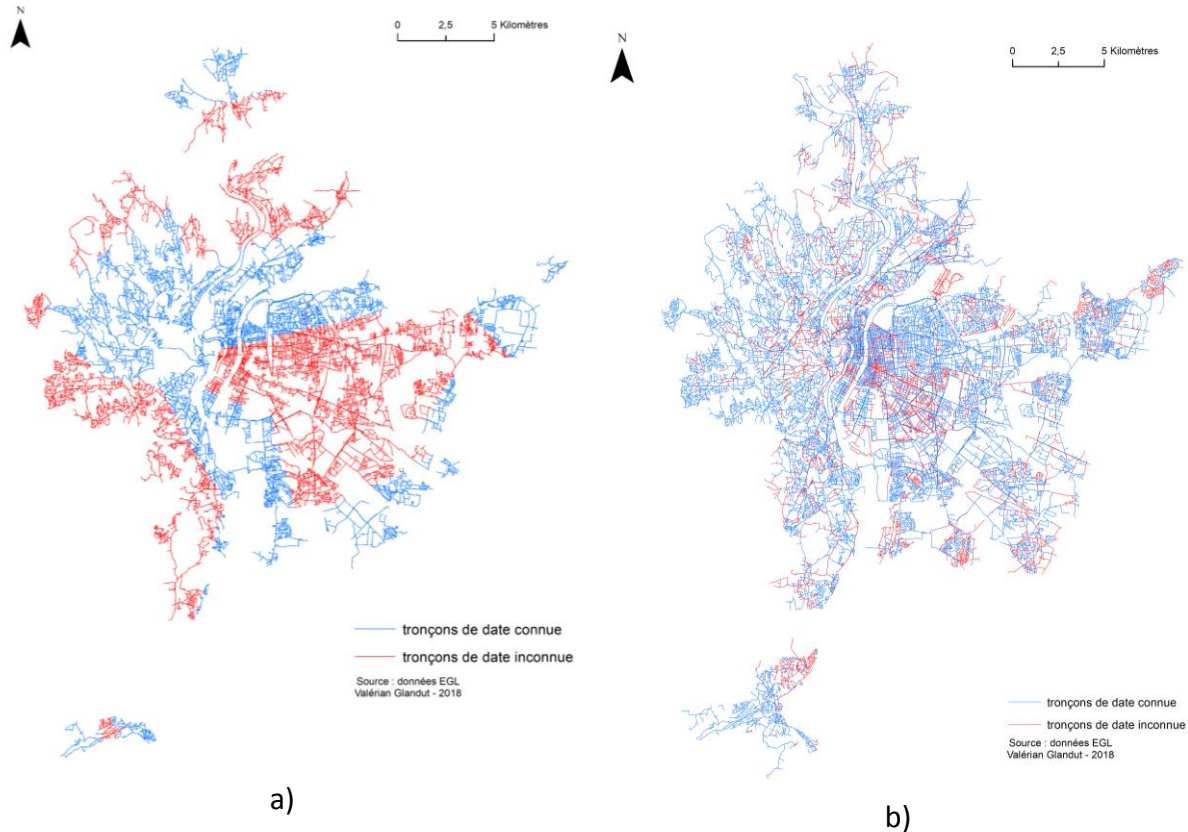 N
0 2,5 5 Kilomètres
tronçons de date connue
tronçons de date inconnue
Source : données EGL
Valérian Glandut - 2018
a)
N
0 2,5 5 Kilomètres
tronçons de date connue
tronçons de date inconnue
Source : données EGL
Valérian Glandut - 2018
b)